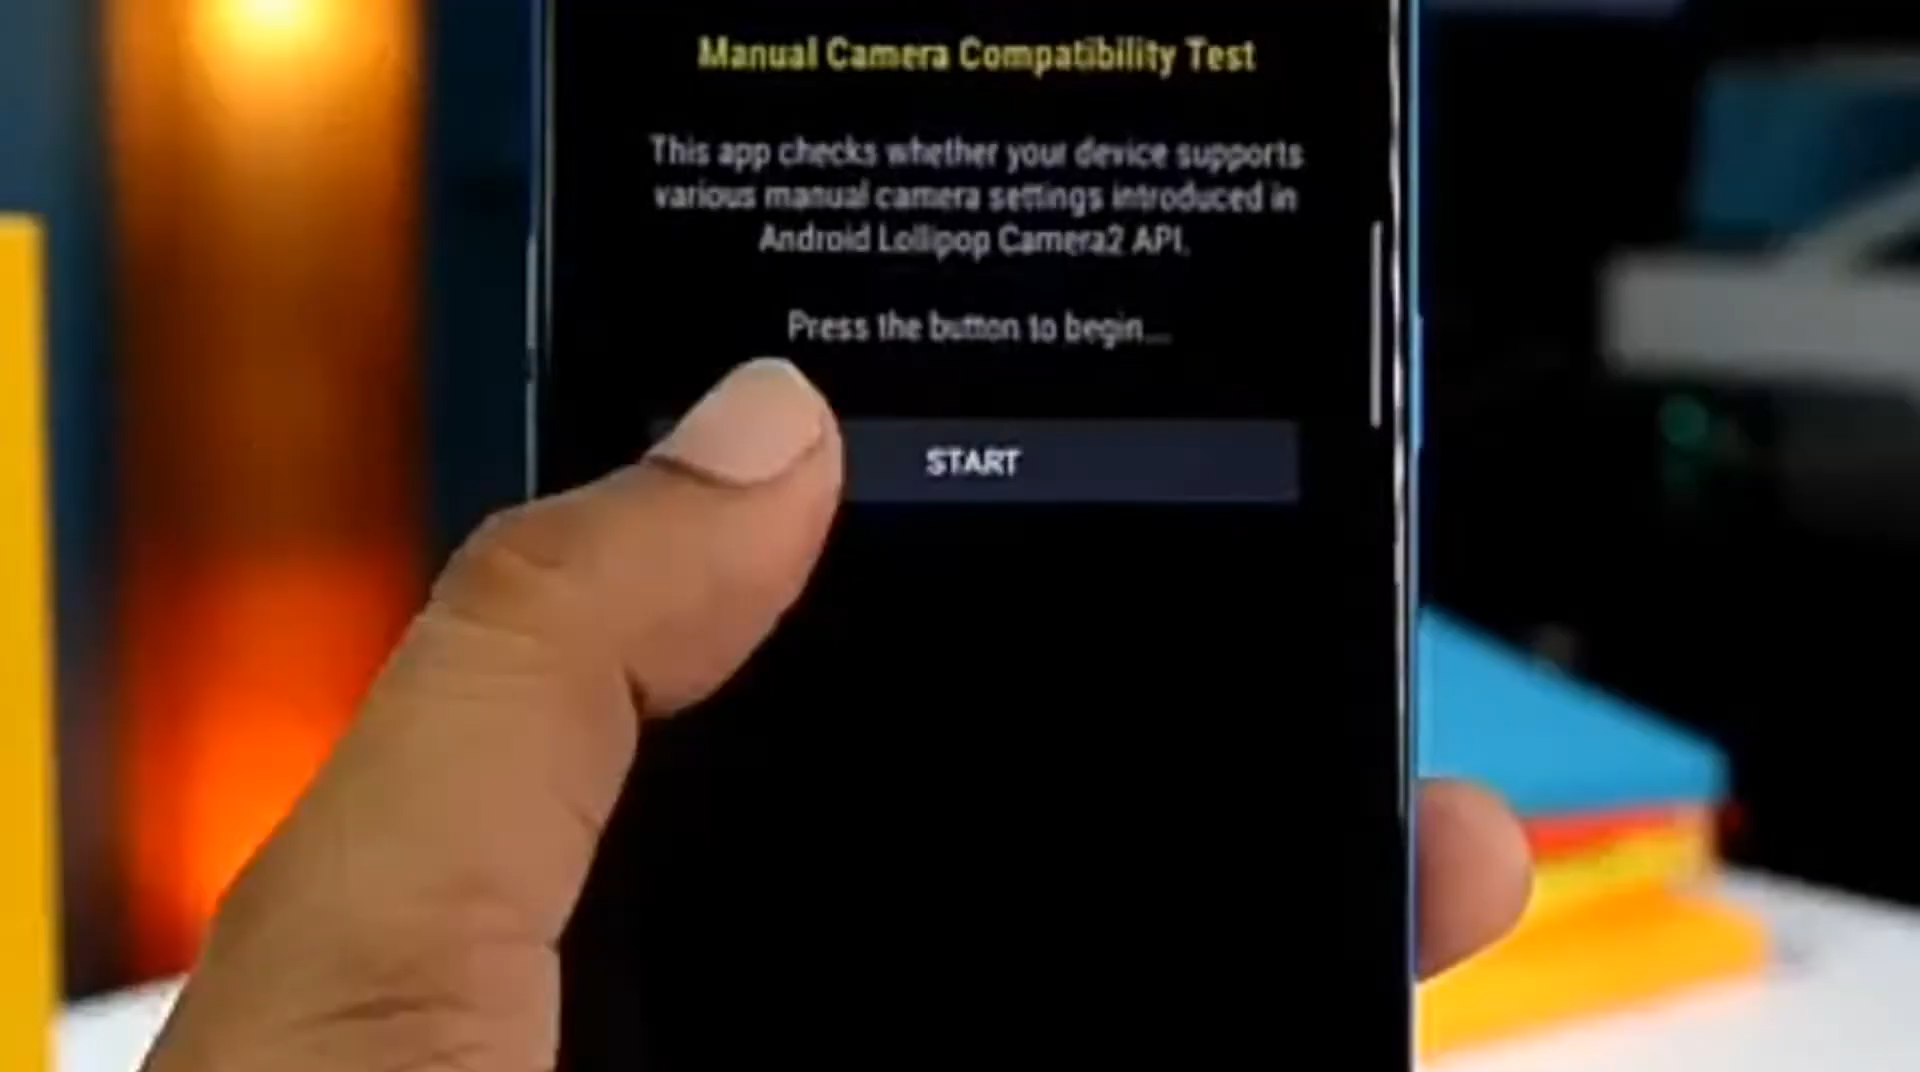 Manual Camera Compatibility Test
This app checks whether your device supports
various manual camera settings introduced in
Android Lollipop Camera2 API.
Press the button to begin...
START